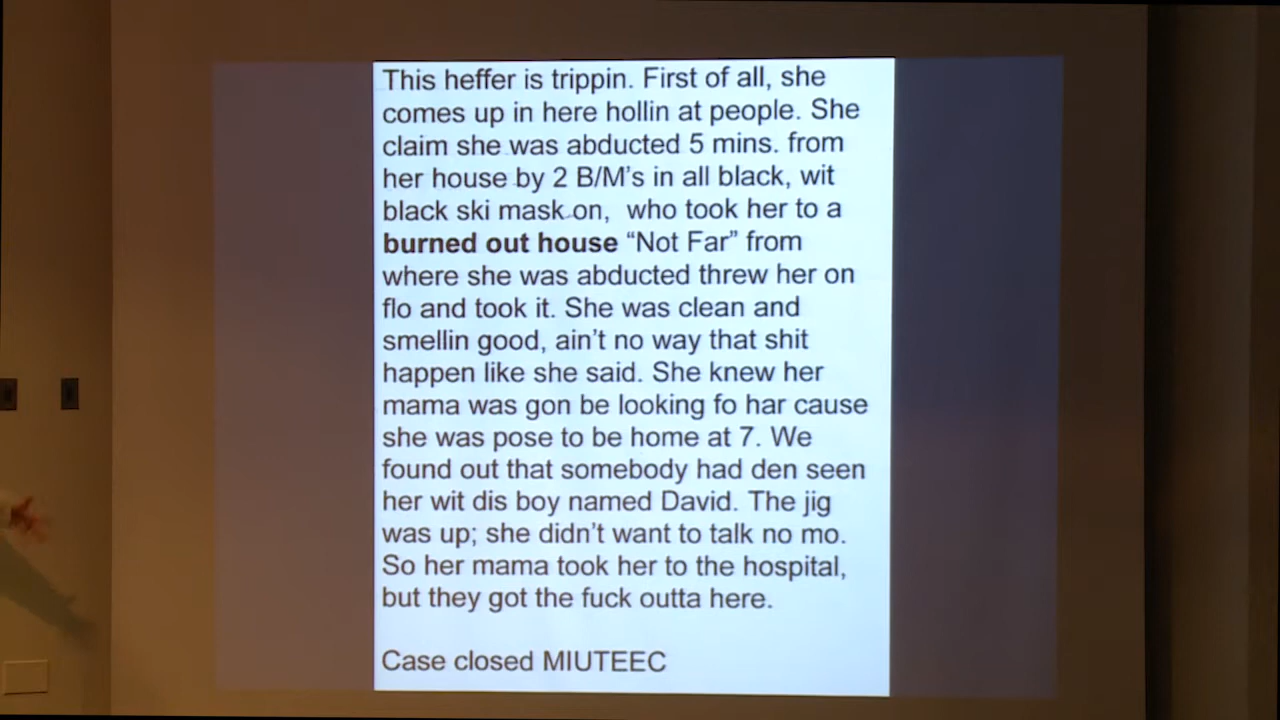 This heffer is trippin. First of all, she
comes up in here hollin at people. She
claim she was abducted 5 mins. from
her house by 2 B/M's in all black, wit
black ski mask on,  who took her to a
burned out house “Not Far” from
where she was abducted threw her on
flo and took it. She was clean and
smellin good, ain't no way that shit
happen like she said. She knew her
mama was gon be looking fo har cause
she was pose to be home at 7. We
found out that somebody had den seen
her wit dis boy named David. The jig
was up; she didn't want to talk no mo.
So her mama took her to the hospital,
but they got the fuck outta here.
Case closed MIUTEEC